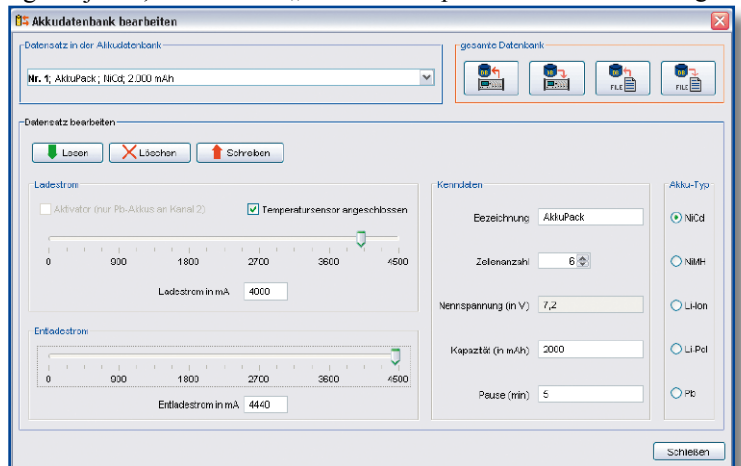 Akkudatenbank bearbeiten
Datensatz in der Akkudatenbank
Nr. 1; AkkuPack; NiCd; 2.000 mAh
gesamte Datenbank
DB
DB
DB
FILE
DB
FILE
Datensatz bearbeiten
Lesen
Löschen
Schreiben
Ladestrom
Aktivator (nur Pb-Akkus an Kanal 2)
Temperatursensor angeschlossen
0 900 1800 2700 3600 4500
Ladestrom in mA 4000
Entladestrom
0 900 1800 2700 3600 4500
Entladestrom in mA 4440
Kenndaten
Bezeichnung AkkuPack
Zellenanzahl 6
Nennspannung (in V) 7,2
Kapazität (in mAh) 2000
Pause (min) 5
Akku-Typ
NiCd
NiMH
Li-Ion
Li-Pol
Pb
Schließen